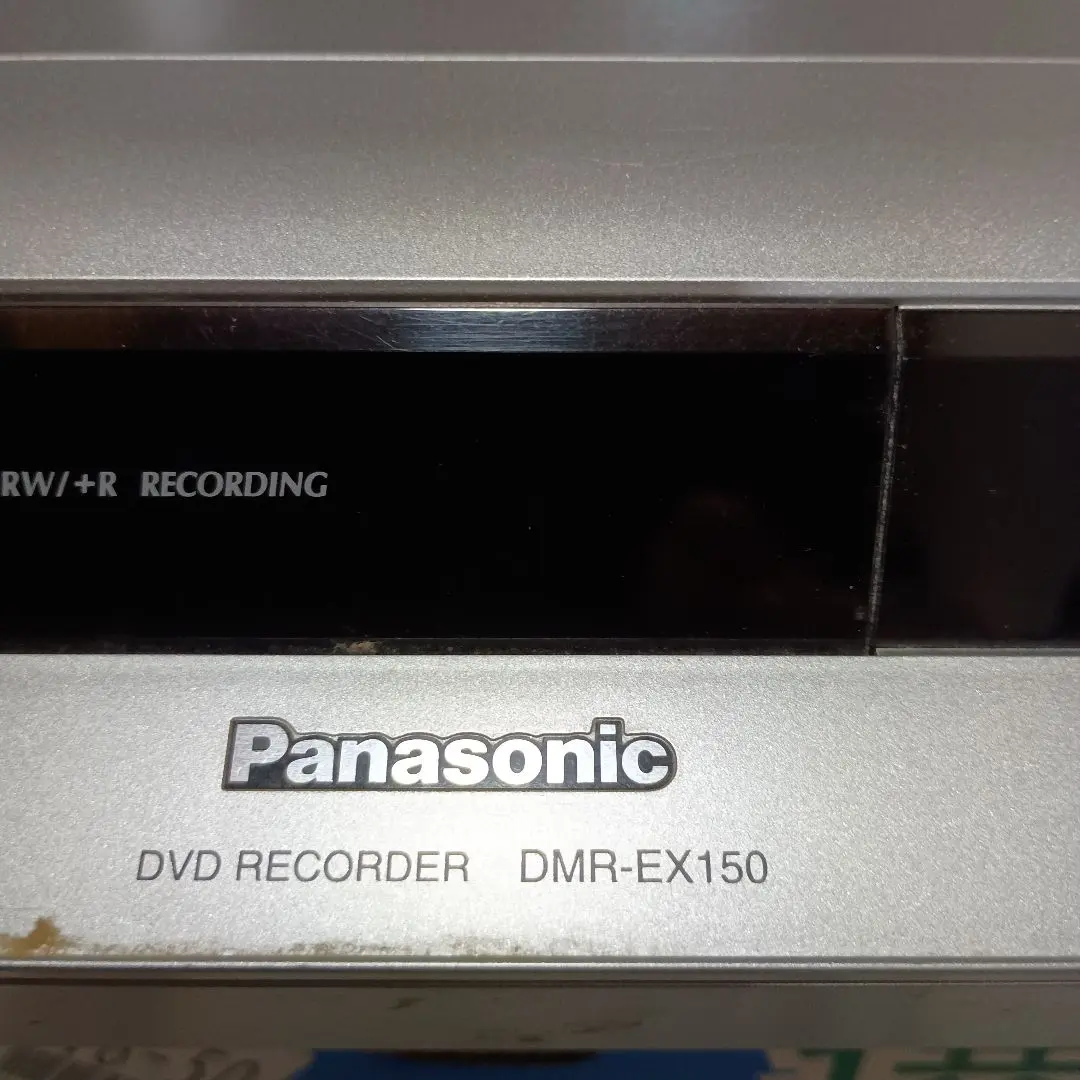 RW/+R RECORDING
Panasonic
DVD RECORDER DMR-EX150